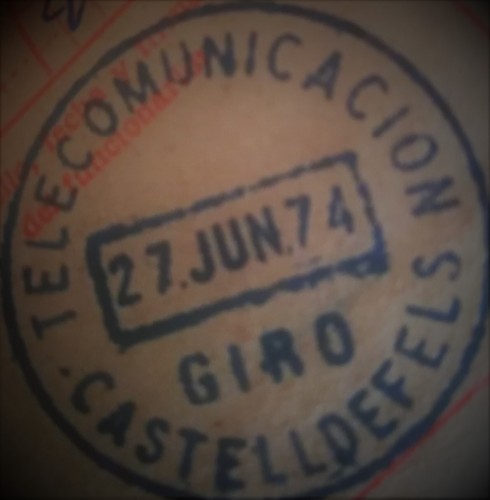 TELECOMUNICACION
27.JUN.74
GIRO
.CASTELLDEFELS